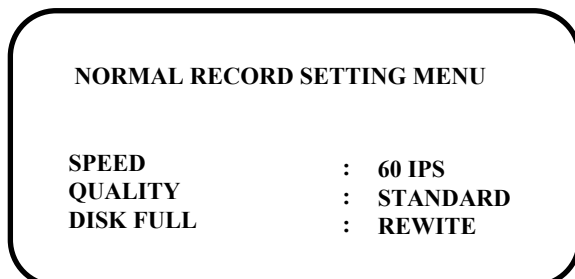 NORMAL RECORD SETTING MENU
SPEED : 60 IPS
QUALITY : STANDARD
DISK FULL : REWITE